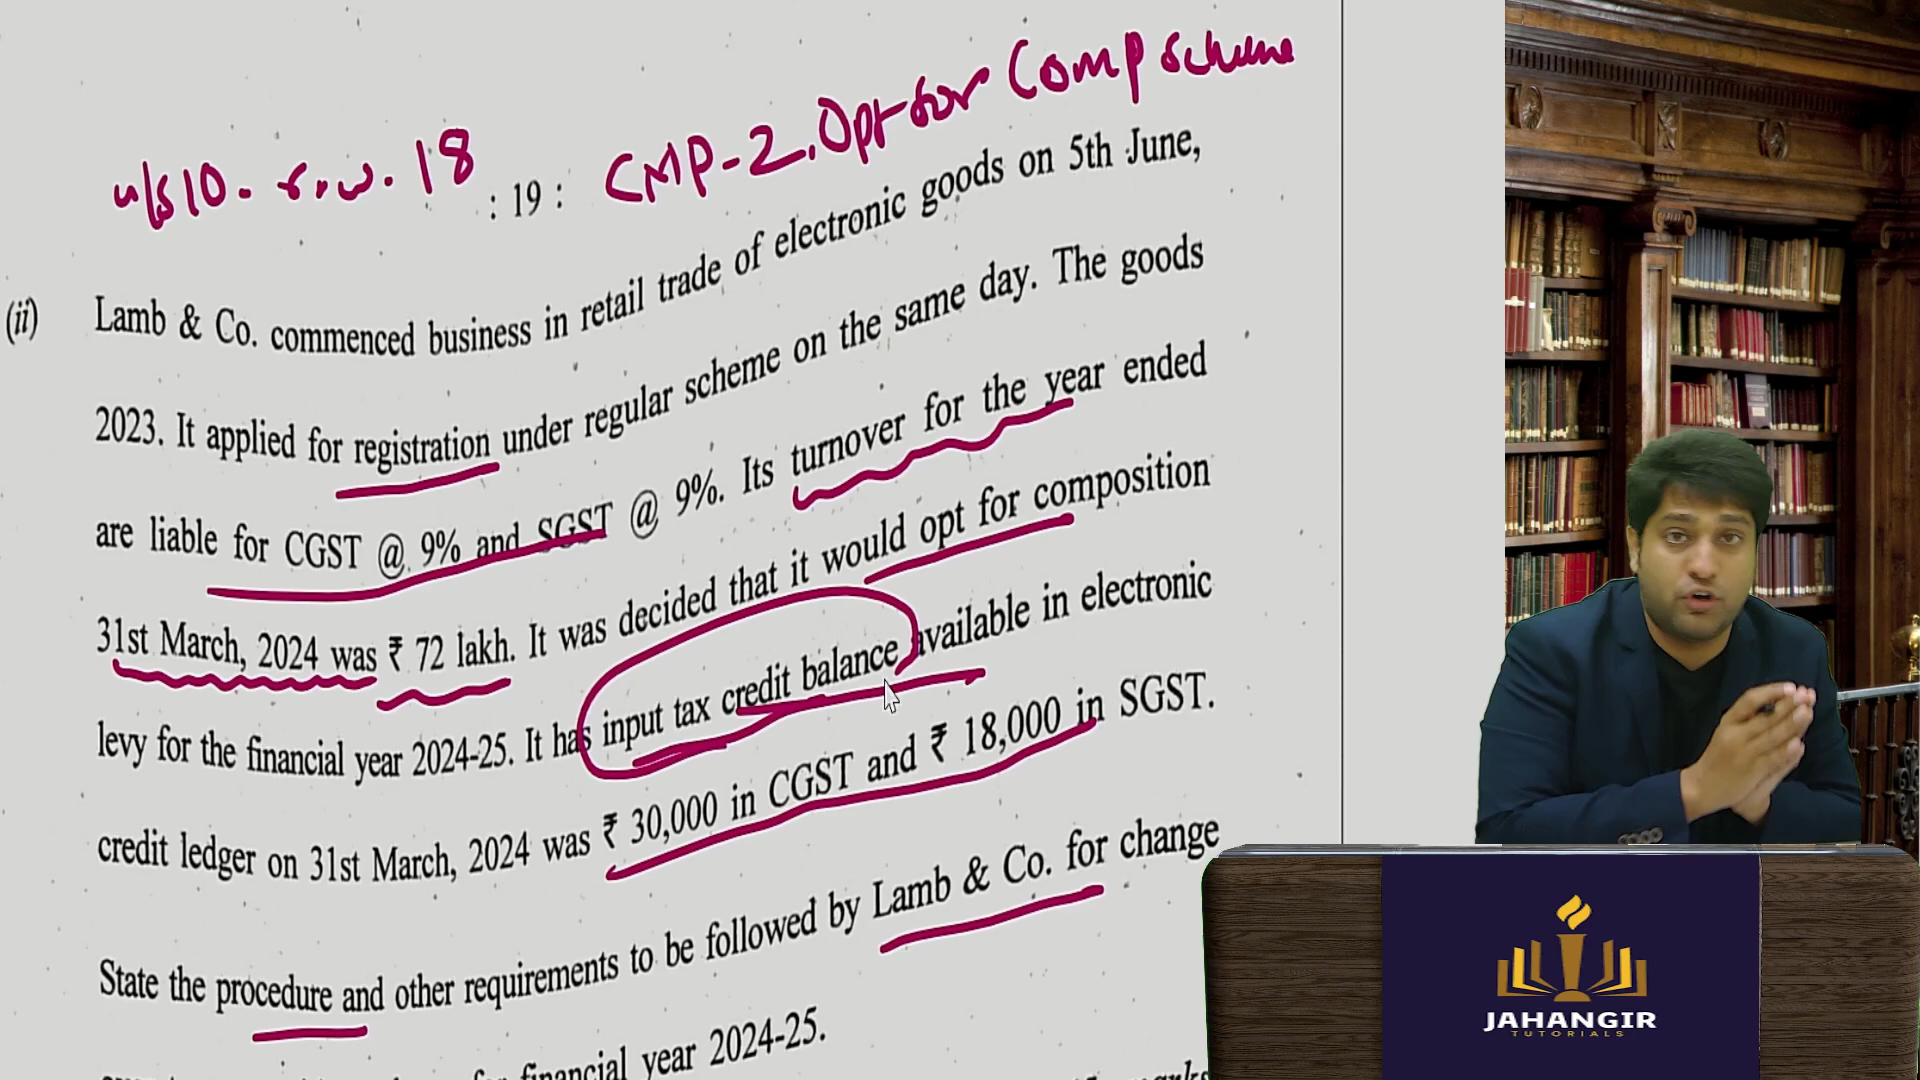 u/s 10. r.w. 18
CMP-2. Opt for Comp scheme
: 19 :
(ii) Lamb & Co. commenced business in retail trade of electronic goods on 5th June,
2023. It applied for registration under regular scheme on the same day. The goods
are liable for CGST @ 9% and SGST @ 9%. Its turnover for the year ended
31st March, 2024 was ₹ 72 lakh. It was decided that it would opt for composition
levy for the financial year 2024-25. It has input tax credit balance available in electronic
credit ledger on 31st March, 2024 was ₹ 30,000 in CGST and ₹ 18,000 in SGST.
State the procedure and other requirements to be followed by Lamb & Co. for change
financial year 2024-25.
JAHANGIR
TUTORIALS